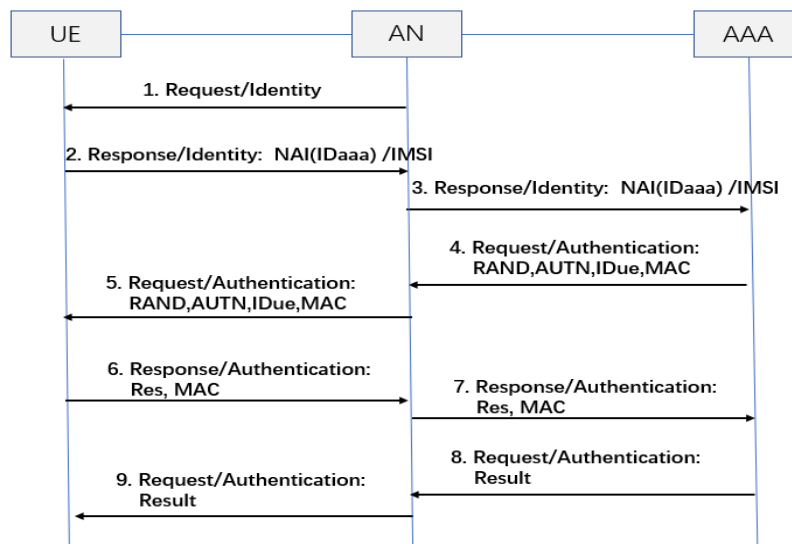 UE
AN
AAA
1. Request/Identity
2. Response/Identity: NAI(IDaaa) /IMSI
3. Response/Identity: NAI(IDaaa) /IMSI
4. Request/Authentication:
RAND,AUTN,IDue,MAC
5. Request/Authentication:
RAND,AUTN,IDue,MAC
6. Response/Authentication:
Res, MAC
7. Response/Authentication:
Res, MAC
8. Request/Authentication:
Result
9. Request/Authentication:
Result